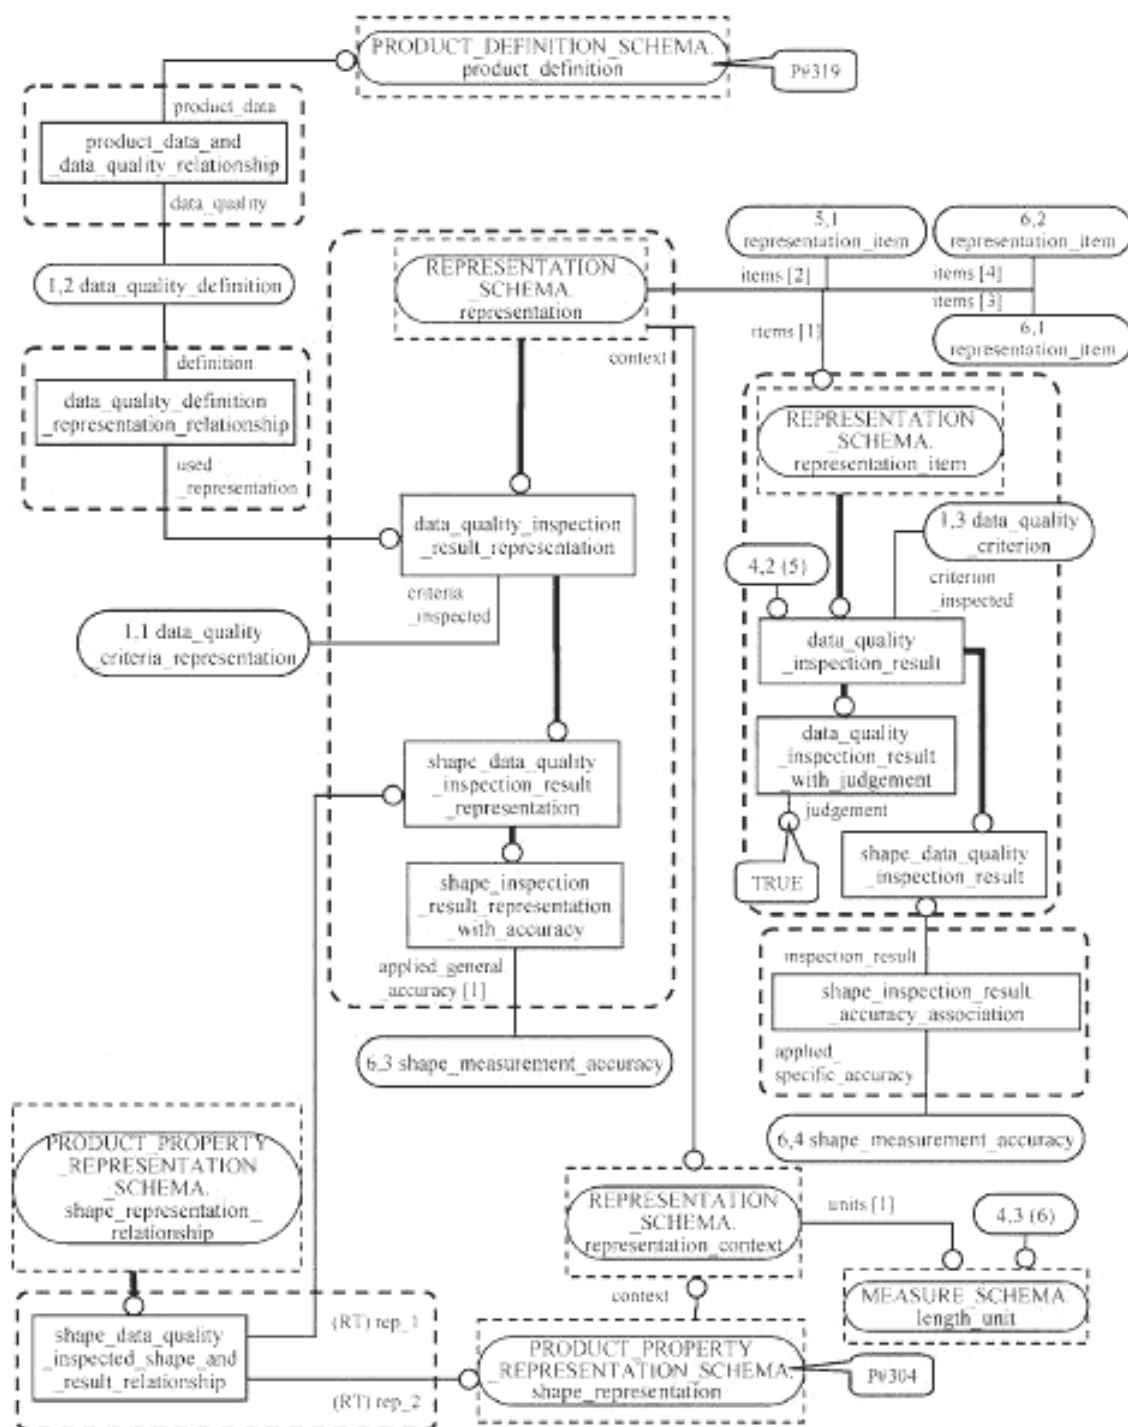 PRODUCT_DEFINITION_SCHEMA.
product_definition
P#319
product_data
product_data_and
_data_quality_relationship
data_quality
1,2 data_quality_definition
definition
data_quality_definition
_representation_relationship
used
_representation
REPRESENTATION
_SCHEMA.
representation
context
5,1
representation_item
6,2
representation_item
items [2]
items [4]
items [3]
items [1]
6,1
representation_item
REPRESENTATION
_SCHEMA.
representation_item
data_quality_inspection
_result_representation
criteria
_inspected
1,1 data_quality
_criteria_representation
1,3 data_quality
_criterion
4,2 (5)
criterion
_inspected
data_quality
_inspection_result
data_quality
_inspection_result
_with_judgement
judgement
TRUE
shape_data_quality
_inspection_result
shape_data_quality
_inspection_result
_representation
shape_inspection
_result_representation
_with_accuracy
applied_general
_accuracy [1]
6,3 shape_measurement_accuracy
inspection_result
shape_inspection_result
_accuracy_association
applied_
specific_accuracy
6,4 shape_measurement_accuracy
PRODUCT_PROPERTY
_REPRESENTATION
_SCHEMA.
shape_representation_
relationship
REPRESENTATION
_SCHEMA.
representation_context
units [1]
4,3 (6)
MEASURE_SCHEMA.
length_unit
context
shape_data_quality
_inspected_shape_and
_result_relationship
(RT) rep_1
(RT) rep_2
PRODUCT_PROPERTY
_REPRESENTATION_SCHEMA.
shape_representation
P#304